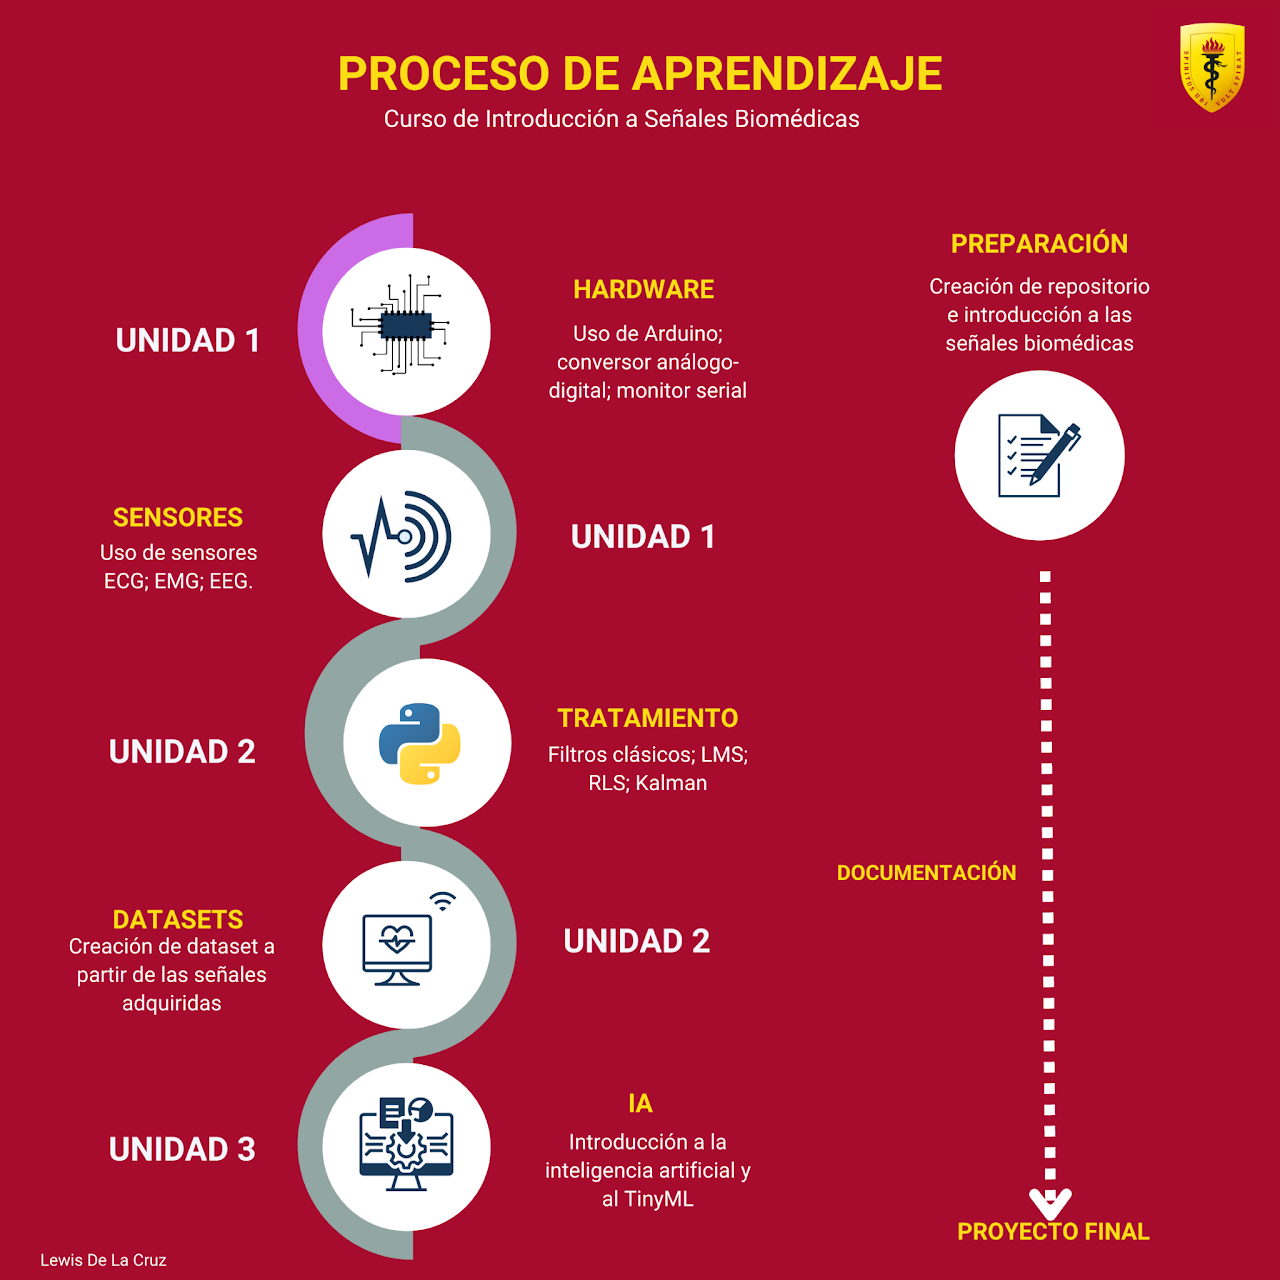 PROCESO DE APRENDIZAJE
Curso de Introducción a Señales Biomédicas
SPIRITUS UBI VULT SPIRAT
UNIDAD 1
HARDWARE
Uso de Arduino;
conversor análogo-
digital; monitor serial
PREPARACIÓN
Creación de repositorio
e introducción a las
señales biomédicas
SENSORES
Uso de sensores
ECG; EMG; EEG.
UNIDAD 1
UNIDAD 2
TRATAMIENTO
Filtros clásicos; LMS;
RLS; Kalman
DOCUMENTACIÓN
DATASETS
Creación de dataset a
partir de las señales
adquiridas
UNIDAD 2
UNIDAD 3
IA
Introducción a la
inteligencia artificial y
al TinyML
PROYECTO FINAL
Lewis De La Cruz